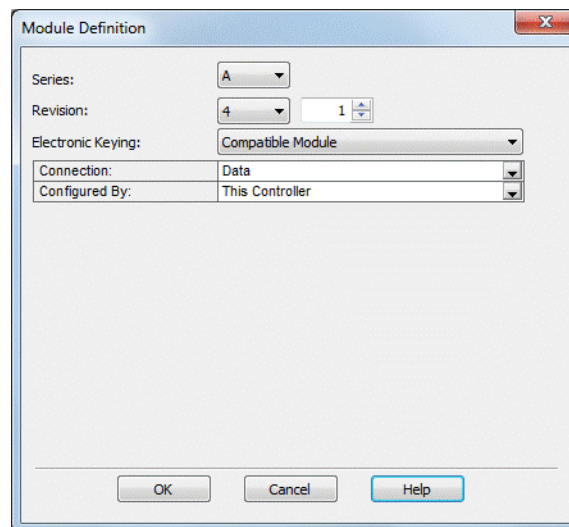 Module Definition
Series: A
Revision: 4 1
Electronic Keying: Compatible Module
Connection: Data
Configured By: This Controller
OK Cancel Help